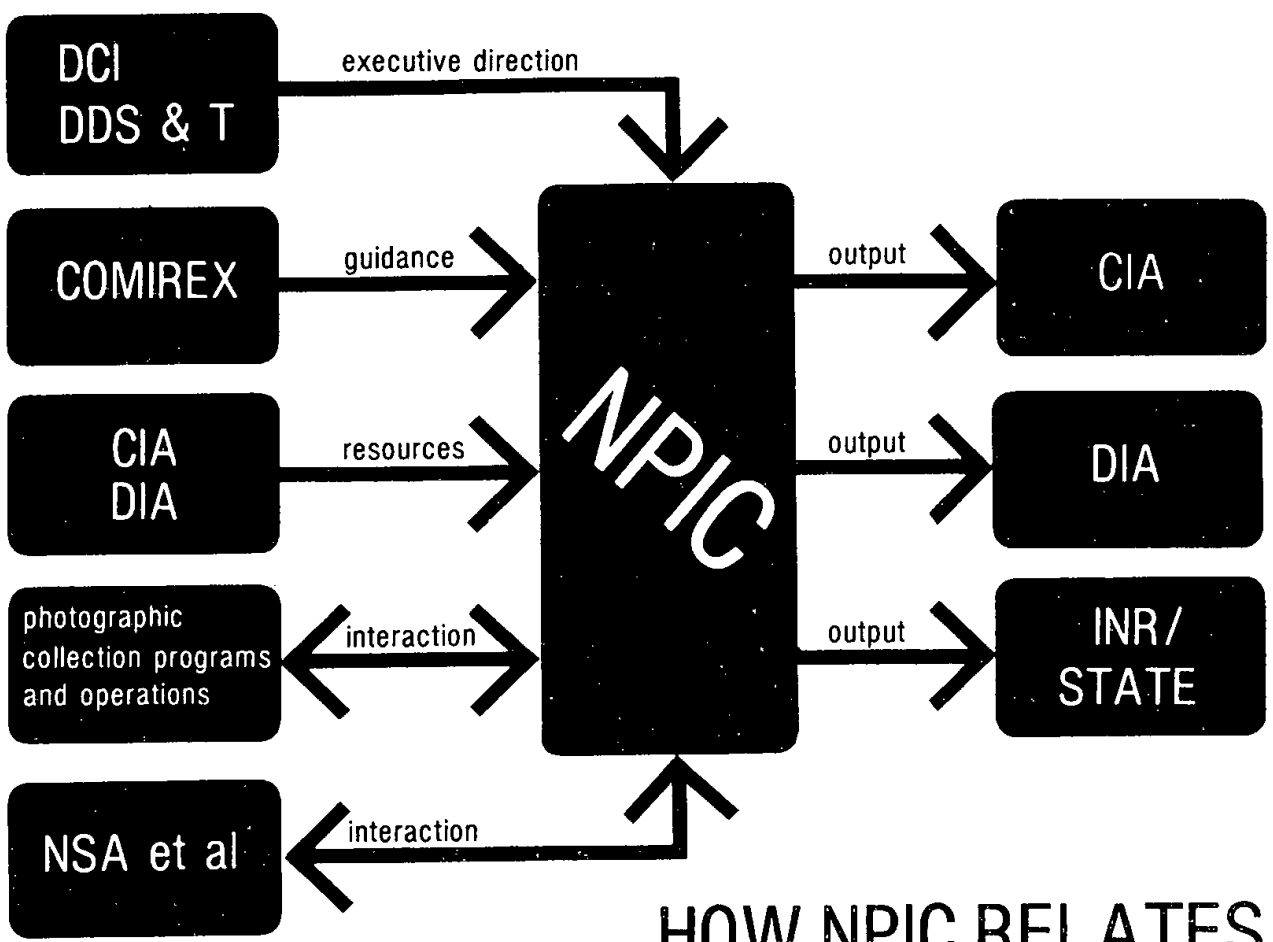 DCI
DDS & T
executive direction
COMIREX
guidance
CIA
DIA
resources
photographic
collection programs
and operations
interaction
NSA et al
interaction
NPIC
output
CIA
output
DIA
output
INR/
STATE
HOW NPIC RELATES